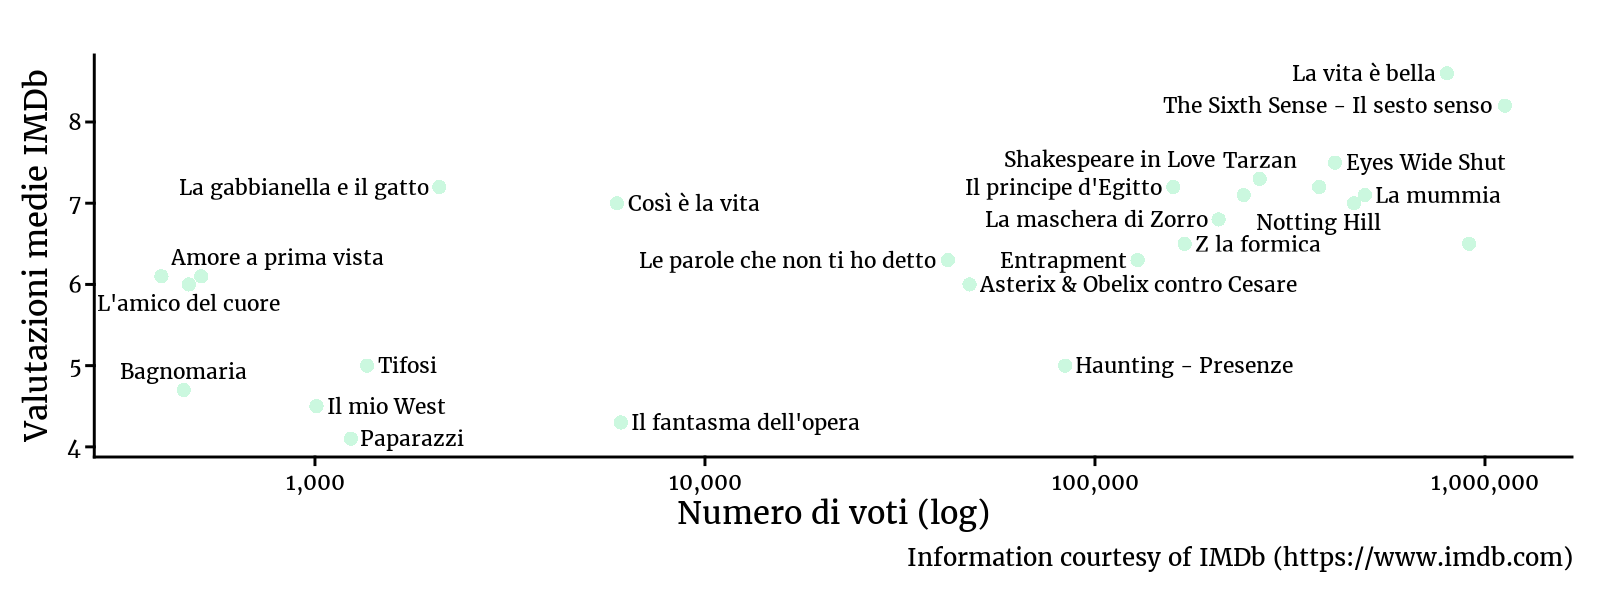 Valutazioni medie IMDb
8
7
6
5
4
La vita è bella
The Sixth Sense - Il sesto senso
Shakespeare in Love
Tarzan
Eyes Wide Shut
La gabbianella e il gatto
Il principe d'Egitto
La mummia
Così è la vita
La maschera di Zorro
Notting Hill
Z la formica
Amore a prima vista
Le parole che non ti ho detto
Entrapment
Asterix & Obelix contro Cesare
L'amico del cuore
Bagnomaria
Tifosi
Haunting - Presenze
Il mio West
Il fantasma dell'opera
Paparazzi
1,000
10,000
100,000
1,000,000
Numero di voti (log)
Information courtesy of IMDb (https://www.imdb.com)